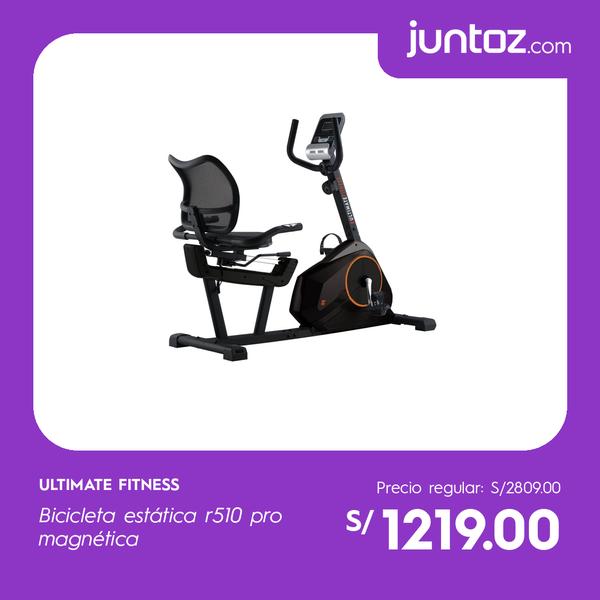 juntoz.com
ULTIMATE FITNESS
Bicicleta estática r510 pro
magnética
Precio regular: S/2809.00
S/ 1219.00